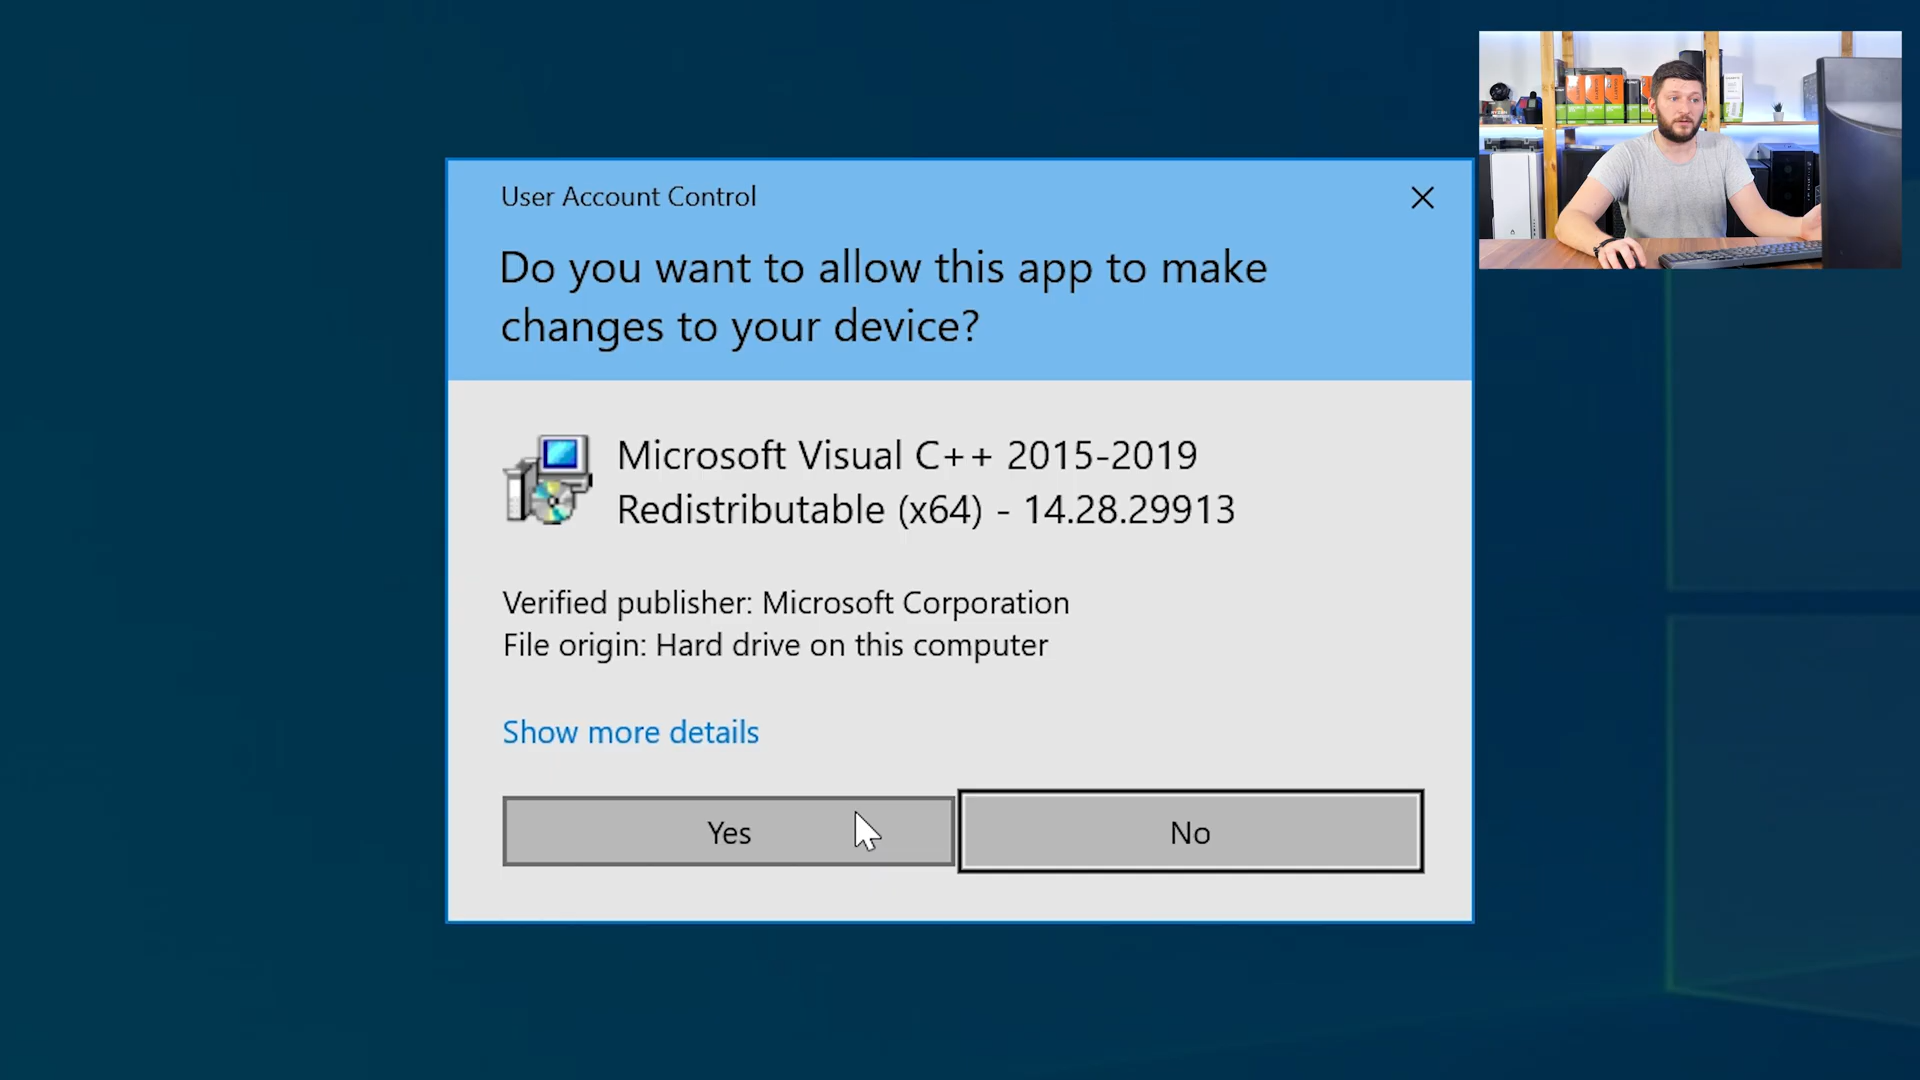 User Account Control
Do you want to allow this app to make
changes to your device?
Microsoft Visual C++ 2015-2019
Redistributable (x64) - 14.28.29913
Verified publisher: Microsoft Corporation
File origin: Hard drive on this computer
Show more details
Yes
No